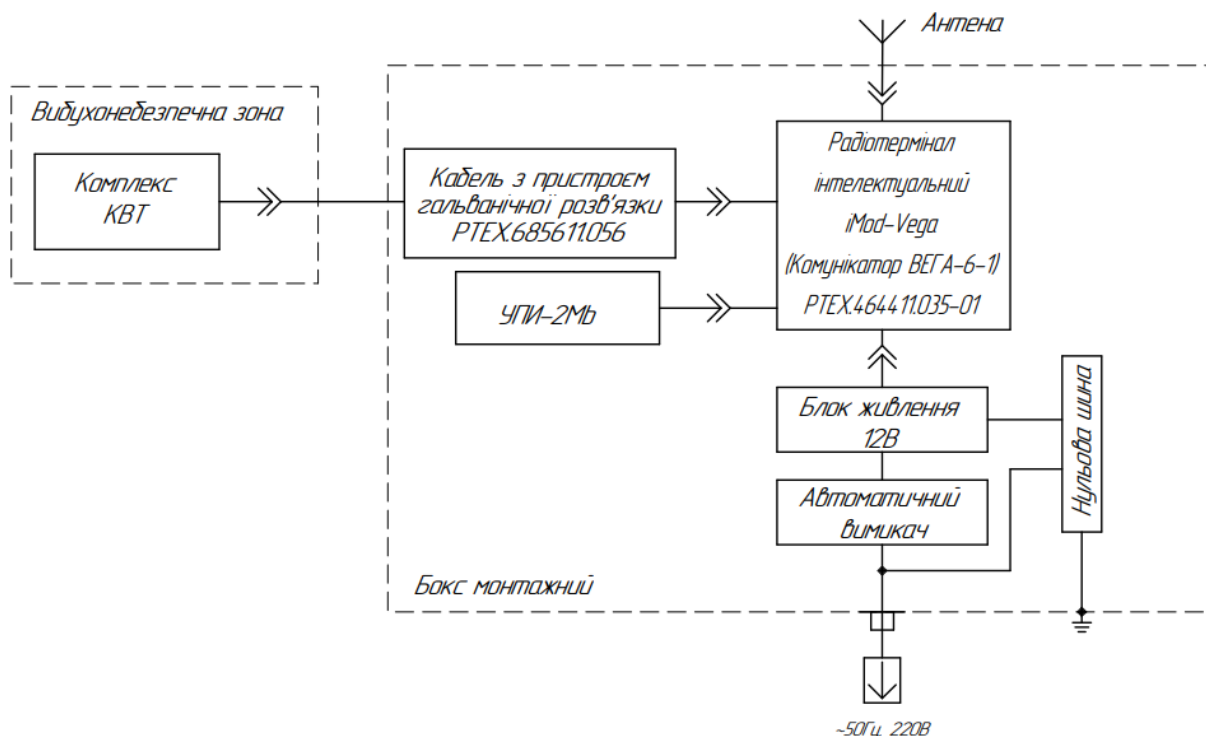 Антена
Вибухонебезпечна зона
Комплекс
КВТ
Кабель з пристроєм
гальванічної розв'язки
РТЕХ.685611.056
УПИ-2Mb
Радіотермінал
інтелектуальний
iMod-Vega
(Комунікатор ВЕГА-6-1)
РТЕХ.464411.035-01
Блок живлення
12В
Автоматичний
вимикач
Нульова шина
Бокс монтажний
~50Гц, 220В